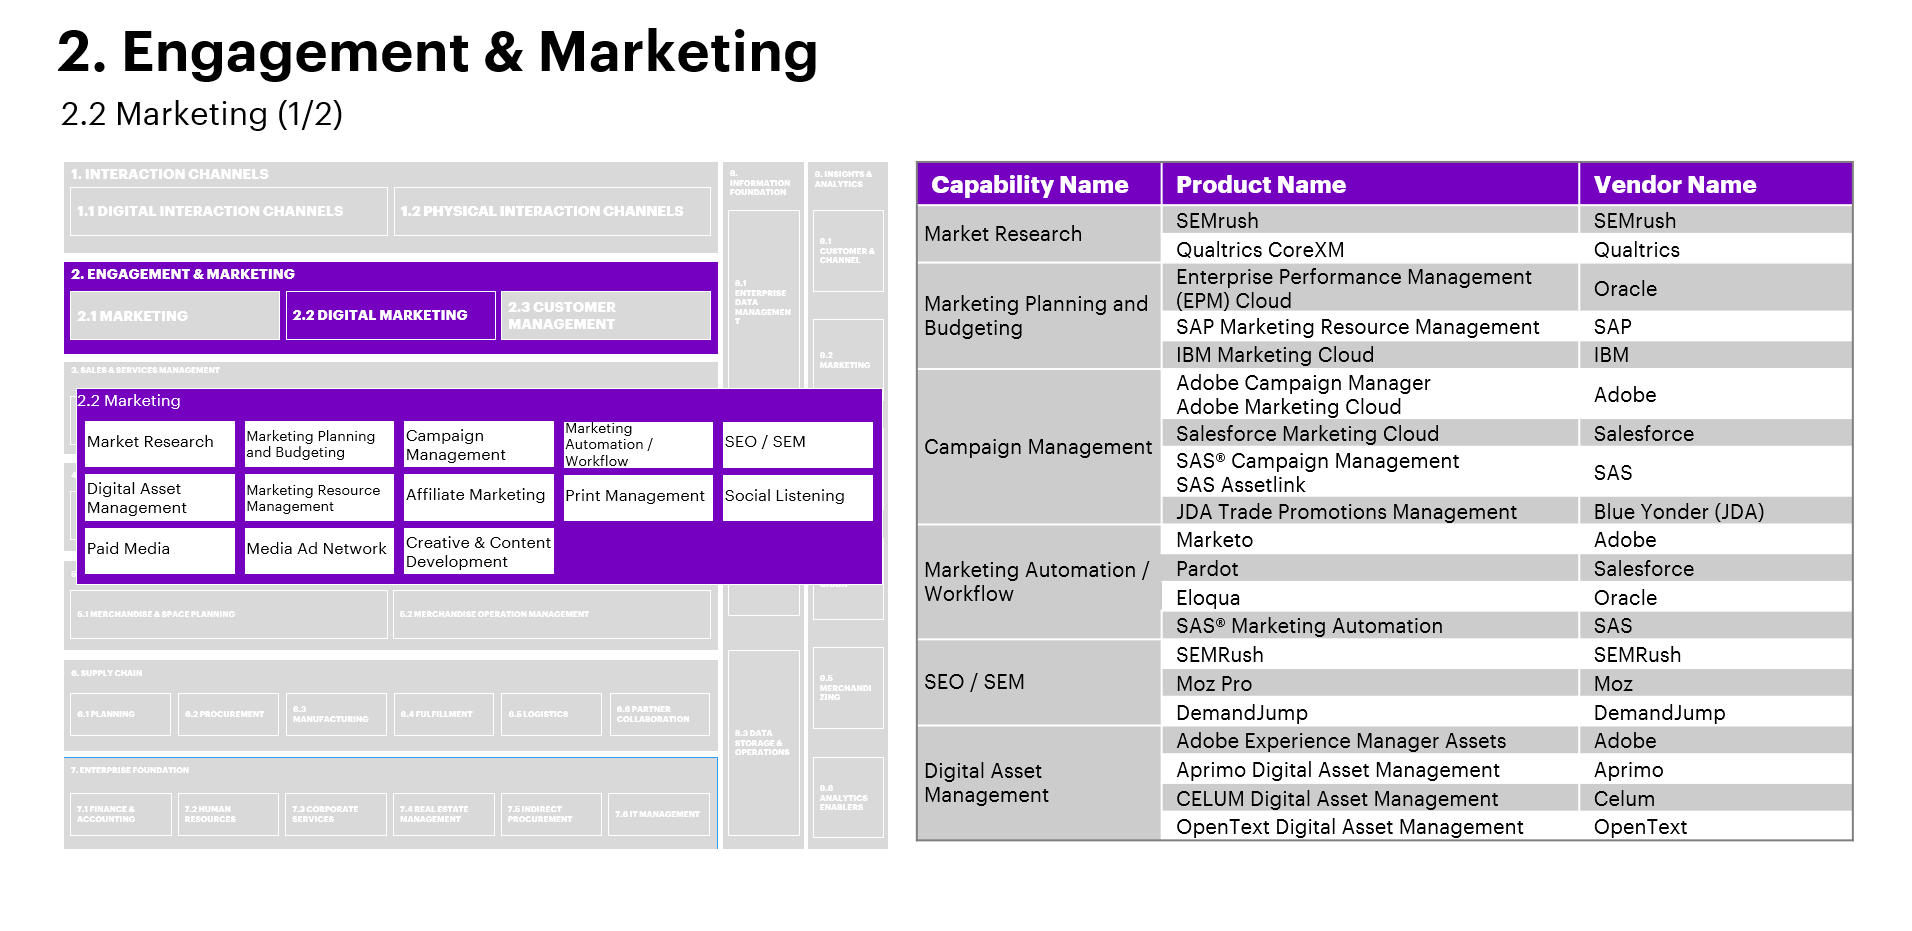 2. Engagement & Marketing
2.2 Marketing (1/2)
1. INTERACTION CHANNELS
1.1 DIGITAL INTERACTION CHANNELS
1.2 PHYSICAL INTERACTION CHANNELS
2. ENGAGEMENT & MARKETING
2.1 MARKETING
2.2 DIGITAL MARKETING
2.3 CUSTOMER
MANAGEMENT
3. SALES & SERVICES MANAGEMENT
2.2 Marketing
Market Research
Marketing Planning
and Budgeting
Campaign
Management
Marketing
Automation /
Workflow
SEO / SEM
Digital Asset
Management
Marketing Resource
Management
Affiliate Marketing
Print Management
Social Listening
Paid Media
Media Ad Network
Creative & Content
Development
5.1 MERCHANDISE & SPACE PLANNING
5.2 MERCHANDISE OPERATION MANAGEMENT
6. SUPPLY CHAIN
6.1 PLANNING
6.2 PROCUREMENT
6.3
MANUFACTURING
6.4 FULFILLMENT
6.5 LOGISTICS
6.6 PARTNER
COLLABORATION
7. ENTERPRISE FOUNDATION
7.1 FINANCE &
ACCOUNTING
7.2 HUMAN
RESOURCES
7.3 CORPORATE
SERVICES
7.4 REAL ESTATE
MANAGEMENT
7.5 INDIRECT
PROCUREMENT
7.6 IT MANAGEMENT
8.
INFORMATION
FOUNDATION
8.1
ENTERPRISE
DATA
MANAGEMEN
T
8.3 DATA
STORAGE &
OPERATIONS
9. INSIGHTS &
ANALYTICS
9.1
CUSTOMER &
CHANNEL
9.2
MARKETING
9.5
MERCHANDI
ZING
9.6
ANALYTICS
ENABLERS
Capability Name
Product Name
Vendor Name
Market Research
SEMrush
SEMrush
Qualtrics CoreXM
Qualtrics
Marketing Planning and
Budgeting
Enterprise Performance Management
(EPM) Cloud
Oracle
SAP Marketing Resource Management
SAP
IBM Marketing Cloud
IBM
Campaign Management
Adobe Campaign Manager
Adobe Marketing Cloud
Adobe
Salesforce Marketing Cloud
Salesforce
SAS® Campaign Management
SAS Assetlink
SAS
JDA Trade Promotions Management
Blue Yonder (JDA)
Marketing Automation /
Workflow
Marketo
Adobe
Pardot
Salesforce
Eloqua
Oracle
SAS® Marketing Automation
SAS
SEO / SEM
SEMRush
SEMRush
Moz Pro
Moz
DemandJump
DemandJump
Digital Asset
Management
Adobe Experience Manager Assets
Adobe
Aprimo Digital Asset Management
Aprimo
CELUM Digital Asset Management
Celum
OpenText Digital Asset Management
OpenText